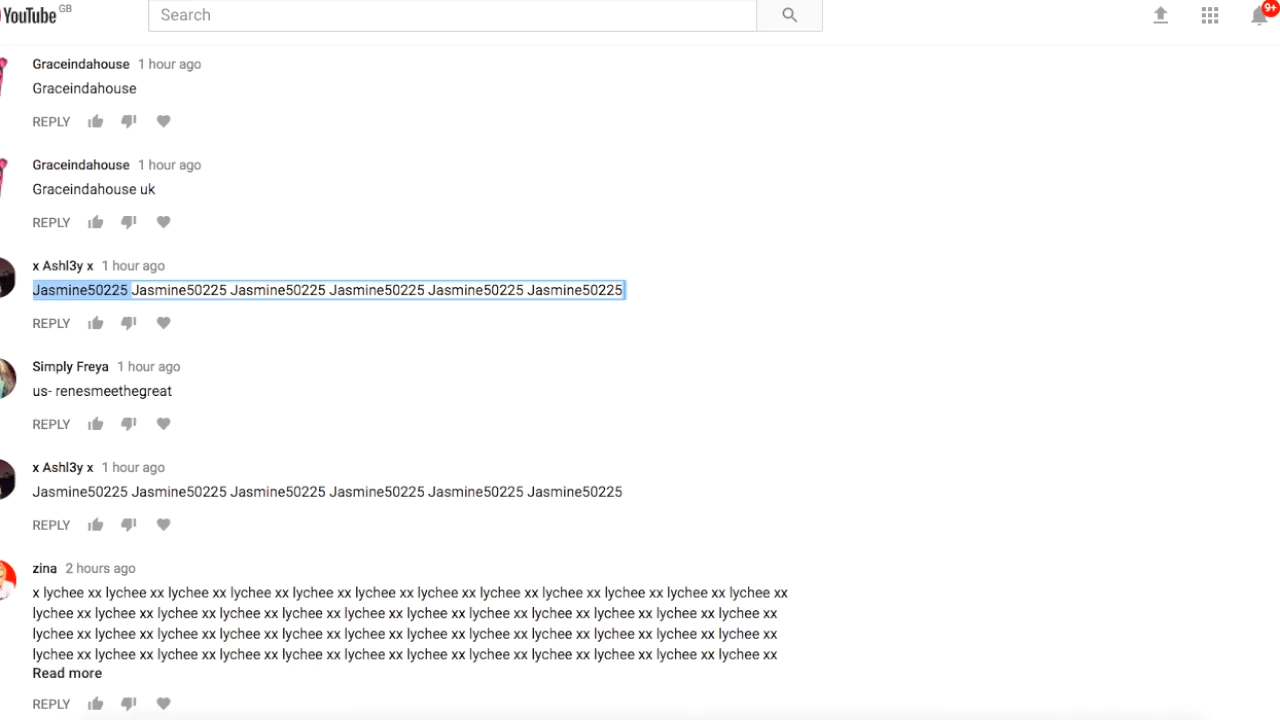 YouTube GB
Search
9+
Graceindahouse 1 hour ago
Graceindahouse
REPLY
Graceindahouse 1 hour ago
Graceindahouse uk
REPLY
x Ashl3y x 1 hour ago
Jasmine50225 Jasmine50225 Jasmine50225 Jasmine50225 Jasmine50225 Jasmine50225
REPLY
Simply Freya 1 hour ago
us- renesmeethegreat
REPLY
x Ashl3y x 1 hour ago
Jasmine50225 Jasmine50225 Jasmine50225 Jasmine50225 Jasmine50225 Jasmine50225
REPLY
zina 2 hours ago
x lychee xx lychee xx lychee xx lychee xx lychee xx lychee xx lychee xx lychee xx lychee xx lychee xx lychee xx lychee xx
lychee xx lychee xx lychee xx lychee xx lychee xx lychee xx lychee xx lychee xx lychee xx lychee xx lychee xx lychee xx
lychee xx lychee xx lychee xx lychee xx lychee xx lychee xx lychee xx lychee xx lychee xx lychee xx lychee xx lychee xx
lychee xx lychee xx lychee xx lychee xx lychee xx lychee xx lychee xx lychee xx lychee xx lychee xx lychee xx lychee xx
Read more
REPLY